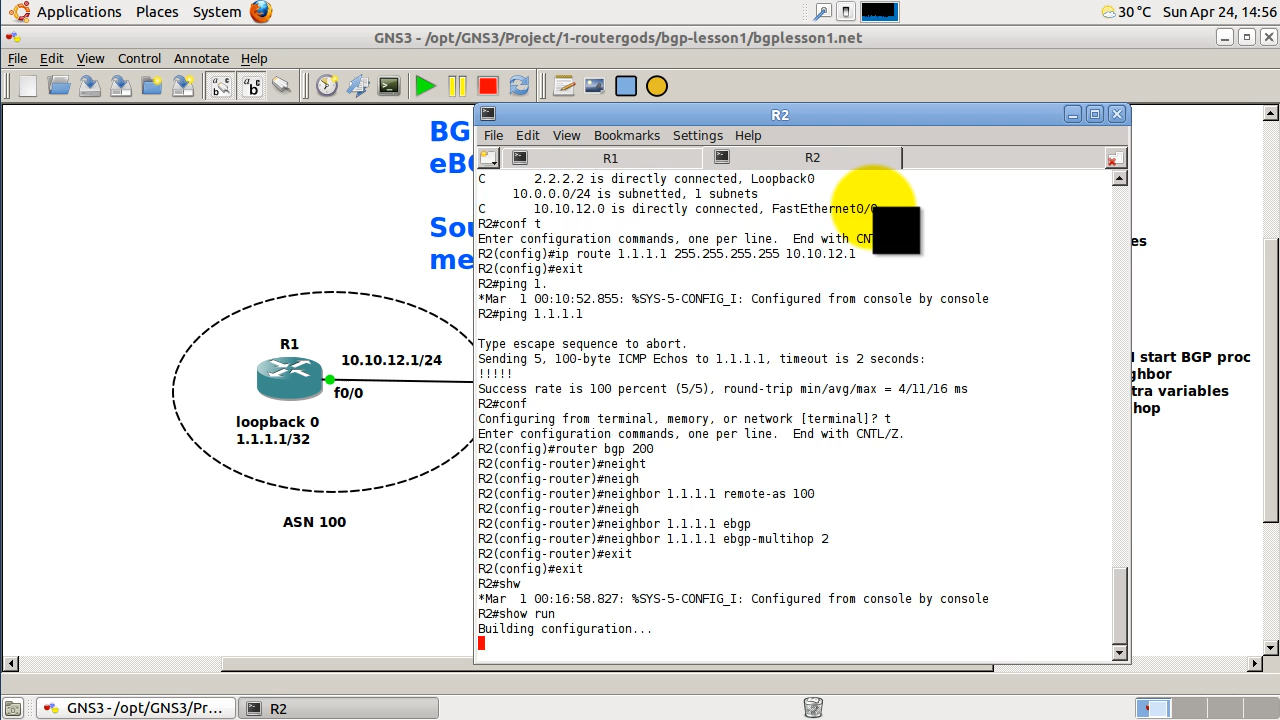 Applications Places System
30 °C Sun Apr 24, 14:56
GNS3 - /opt/GNS3/Project/1-routergods/bgp-lesson1/bgplesson1.net
File Edit View Control Annotate Help
BG
eBG
Sou
me
R1
10.10.12.1/24
f0/0
loopback 0
1.1.1.1/32
ASN 100
R2
File Edit View Bookmarks Settings Help
R1 R2
C 2.2.2.2 is directly connected, Loopback0
10.0.0.0/24 is subnetted, 1 subnets
C 10.10.12.0 is directly connected, FastEthernet0/0
R2#conf t
Enter configuration commands, one per line. End with CNT
R2(config)#ip route 1.1.1.1 255.255.255.255 10.10.12.1
R2(config)#exit
R2#ping 1.
*Mar 1 00:10:52.855: %SYS-5-CONFIG_I: Configured from console by console
R2#ping 1.1.1.1
Type escape sequence to abort.
Sending 5, 100-byte ICMP Echos to 1.1.1.1, timeout is 2 seconds:
!!!!!
Success rate is 100 percent (5/5), round-trip min/avg/max = 4/11/16 ms
R2#conf
Configuring from terminal, memory, or network [terminal]? t
Enter configuration commands, one per line. End with CNTL/Z.
R2(config)#router bgp 200
R2(config-router)#neight
R2(config-router)#neigh
R2(config-router)#neighbor 1.1.1.1 remote-as 100
R2(config-router)#neigh
R2(config-router)#neighbor 1.1.1.1 ebgp
R2(config-router)#neighbor 1.1.1.1 ebgp-multihop 2
R2(config-router)#exit
R2(config)#exit
R2#shw
*Mar 1 00:16:58.827: %SYS-5-CONFIG_I: Configured from console by console
R2#show run
Building configuration...
es
l start BGP proc
ghbor
tra variables
hop
GNS3 - /opt/GNS3/Pr...
R2